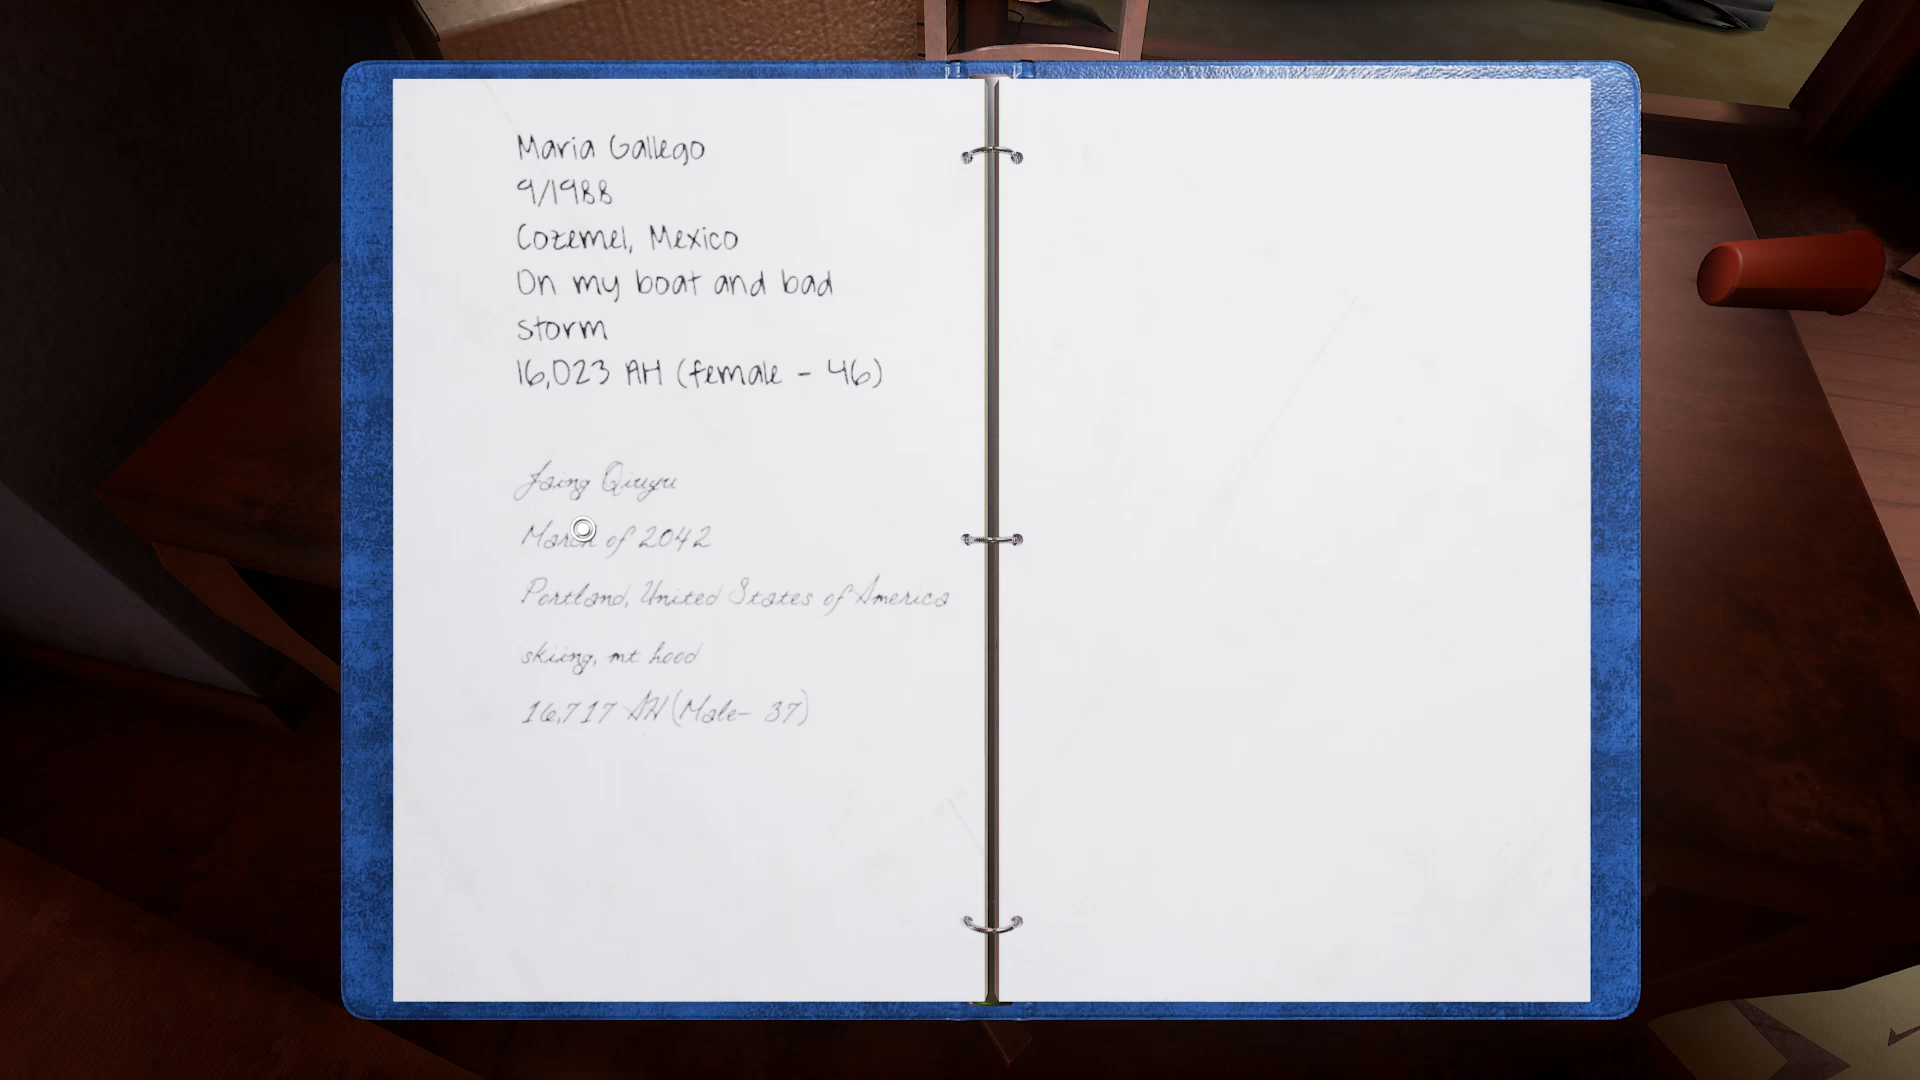 Maria Gallego
9/1988
Cozemel, Mexico
On my boat and bad
storm
16,023 AH (female - 46)
Jaing Qiuyu
March of 2042
Portland, United States of America
skiing, mt hood
16,717 AH (Male- 37)